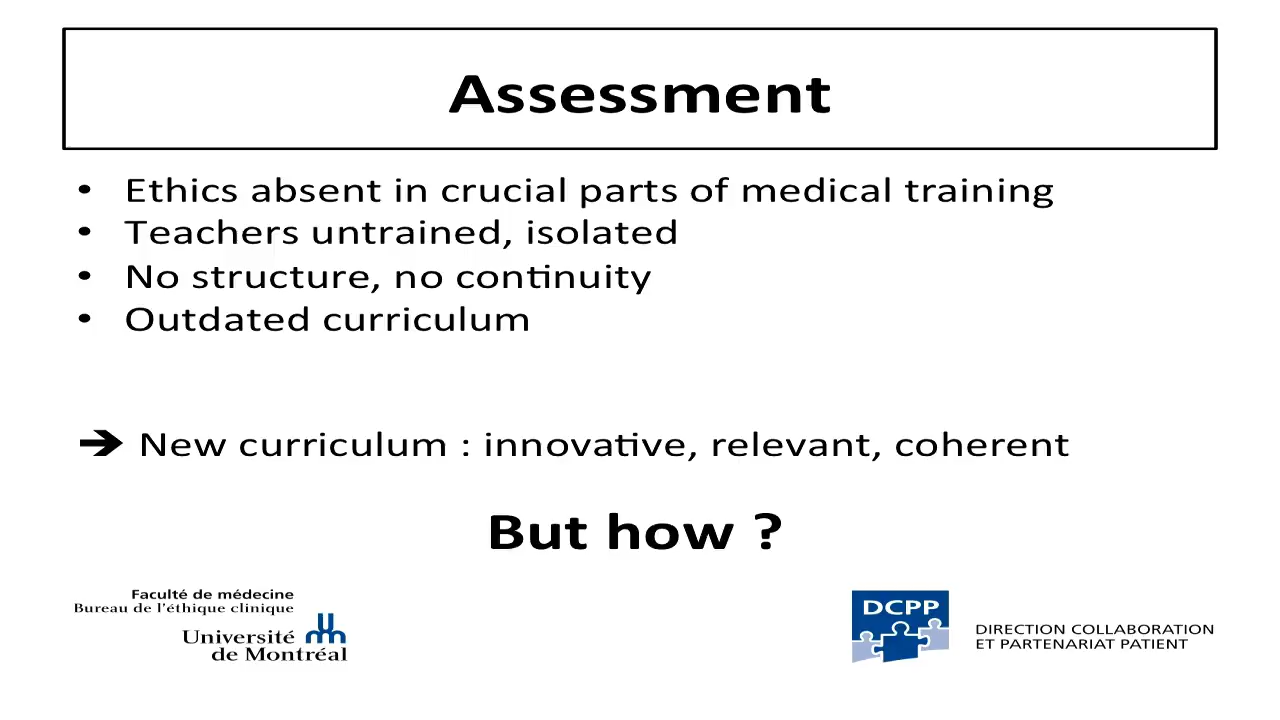 Assessment
• Ethics absent in crucial parts of medical training
• Teachers untrained, isolated
• No structure, no continuity
• Outdated curriculum
➔ New curriculum : innovative, relevant, coherent
But how ?
Faculté de médecine
Bureau de l'éthique clinique
Université
de Montréal
DCPP
DIRECTION COLLABORATION
ET PARTENARIAT PATIENT